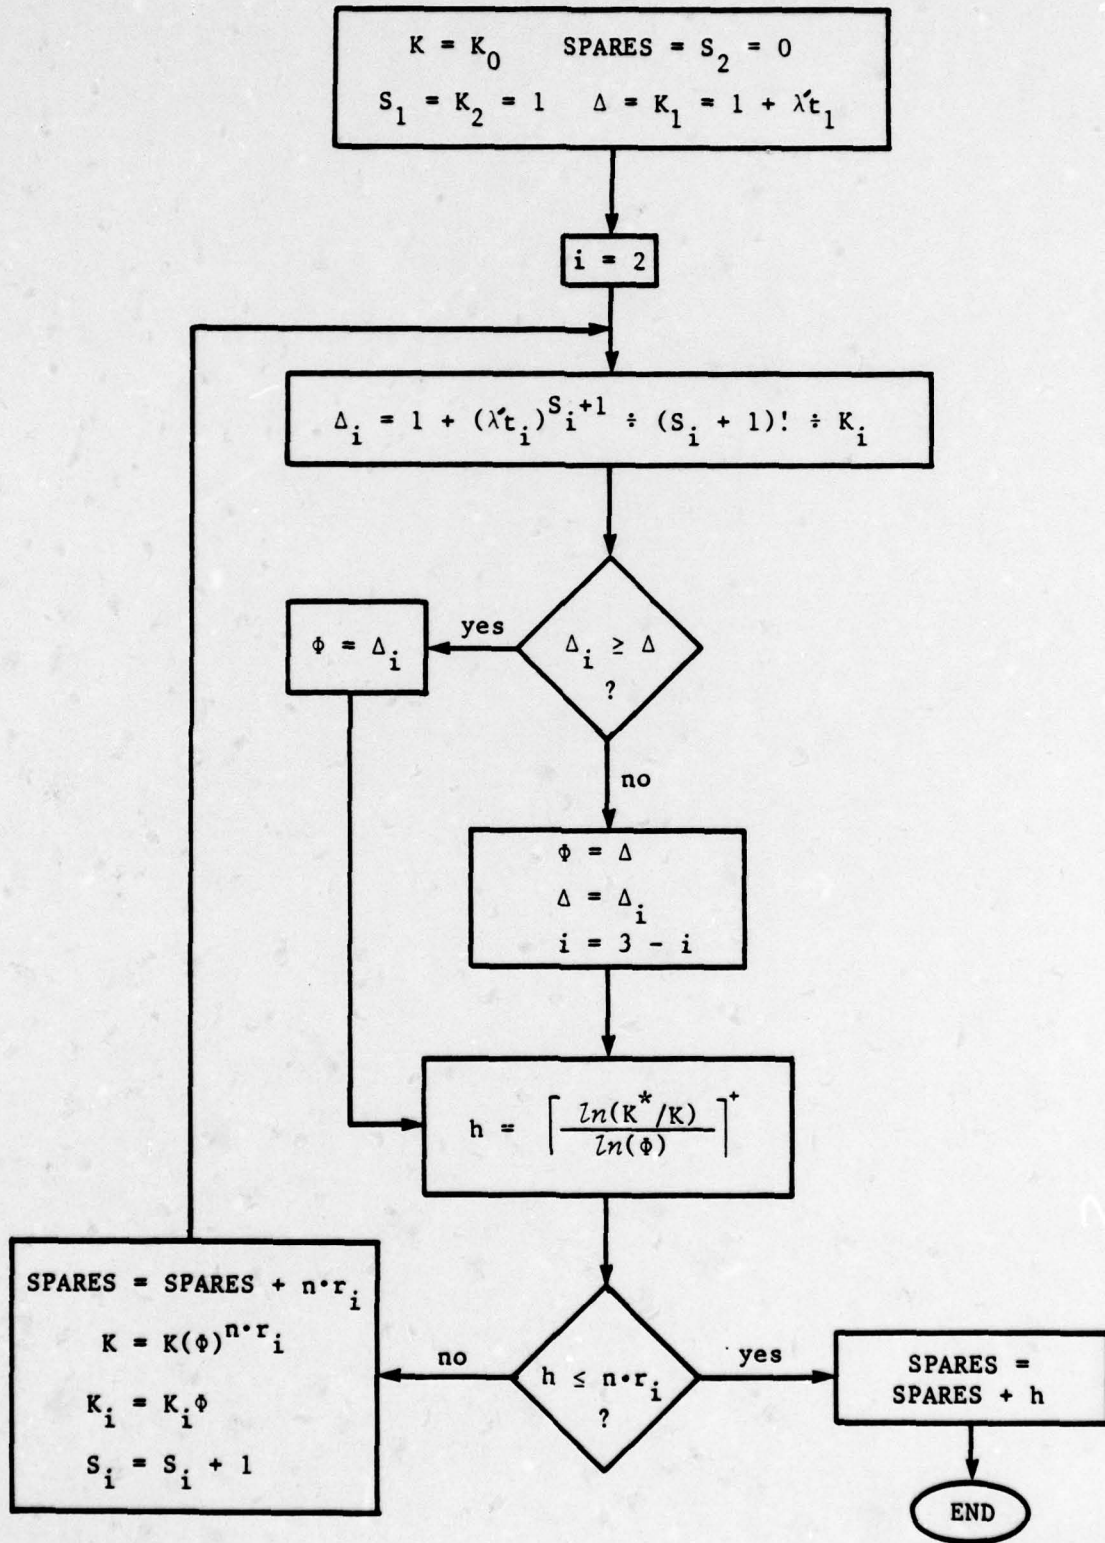 K = K₀ SPARES = S₂ = 0
S₁ = K₂ = 1 Δ = K₁ = 1 + λ't₁
i = 2
Δᵢ = 1 + (λ'tᵢ)^(Sᵢ+1) ÷ (Sᵢ + 1)! ÷ Kᵢ
Δᵢ ≥ Δ
?
yes
Φ = Δᵢ
no
Φ = Δ
Δ = Δᵢ
i = 3 - i
h = ⌈ln(K*/K) / ln(Φ)⌉⁺
h ≤ n·rᵢ
?
no
SPARES = SPARES + n·rᵢ
K = K(Φ)^(n·rᵢ)
Kᵢ = KᵢΦ
Sᵢ = Sᵢ + 1
yes
SPARES =
SPARES + h
END